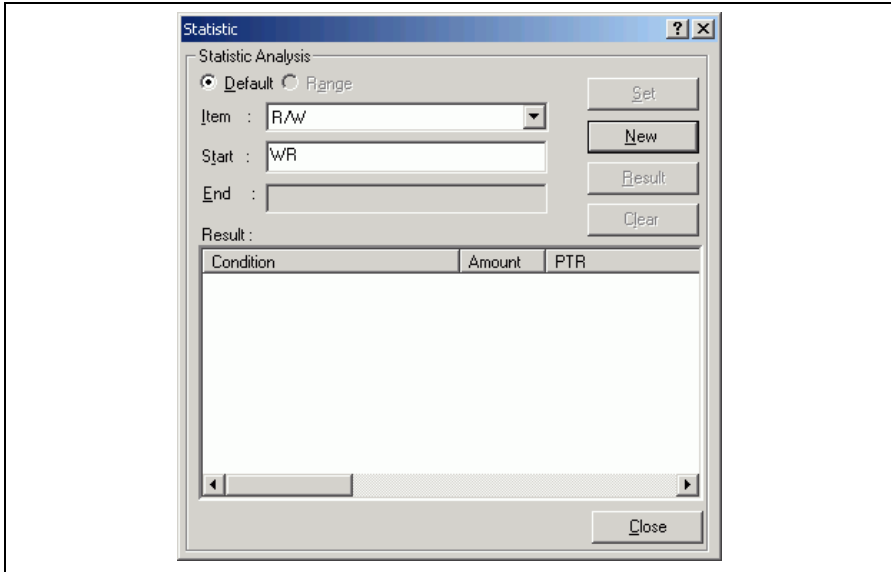 Statistic
Statistic Analysis
Default Range
Set
Item : R/W
New
Start : WR
Result
End :
Clear
Result :
Condition Amount PTR
Close